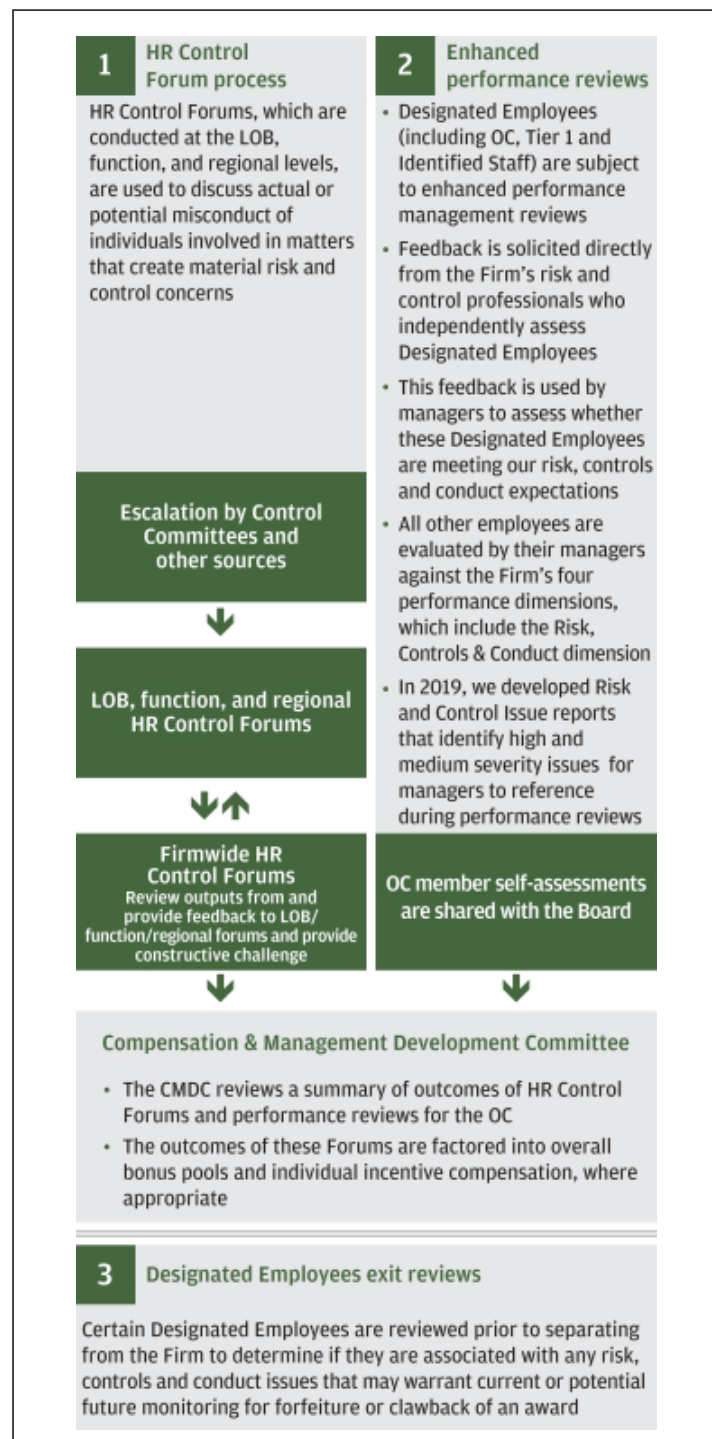 1
HR Control
Forum process
HR Control Forums, which are
conducted at the LOB,
function, and regional levels,
are used to discuss actual or
potential misconduct of
individuals involved in matters
that create material risk and
control concerns
Escalation by Control
Committees and
other sources
LOB, function, and regional
HR Control Forums
Firmwide HR
Control Forums
Review outputs from and
provide feedback to LOB/
function/regional forums and provide
constructive challenge
2
Enhanced
performance reviews
• Designated Employees
(including OC, Tier 1 and
Identified Staff) are subject
to enhanced performance
management reviews
• Feedback is solicited directly
from the Firm's risk and
control professionals who
independently assess
Designated Employees
• This feedback is used by
managers to assess whether
these Designated Employees
are meeting our risk, controls
and conduct expectations
• All other employees are
evaluated by their managers
against the Firm's four
performance dimensions,
which include the Risk,
Controls & Conduct dimension
• In 2019, we developed Risk
and Control Issue reports
that identify high and
medium severity issues for
managers to reference
during performance reviews
OC member self-assessments
are shared with the Board
Compensation & Management Development Committee
• The CMDC reviews a summary of outcomes of HR Control
Forums and performance reviews for the OC
• The outcomes of these Forums are factored into overall
bonus pools and individual incentive compensation, where
appropriate
3
Designated Employees exit reviews
Certain Designated Employees are reviewed prior to separating
from the Firm to determine if they are associated with any risk,
controls and conduct issues that may warrant current or potential
future monitoring for forfeiture or clawback of an award